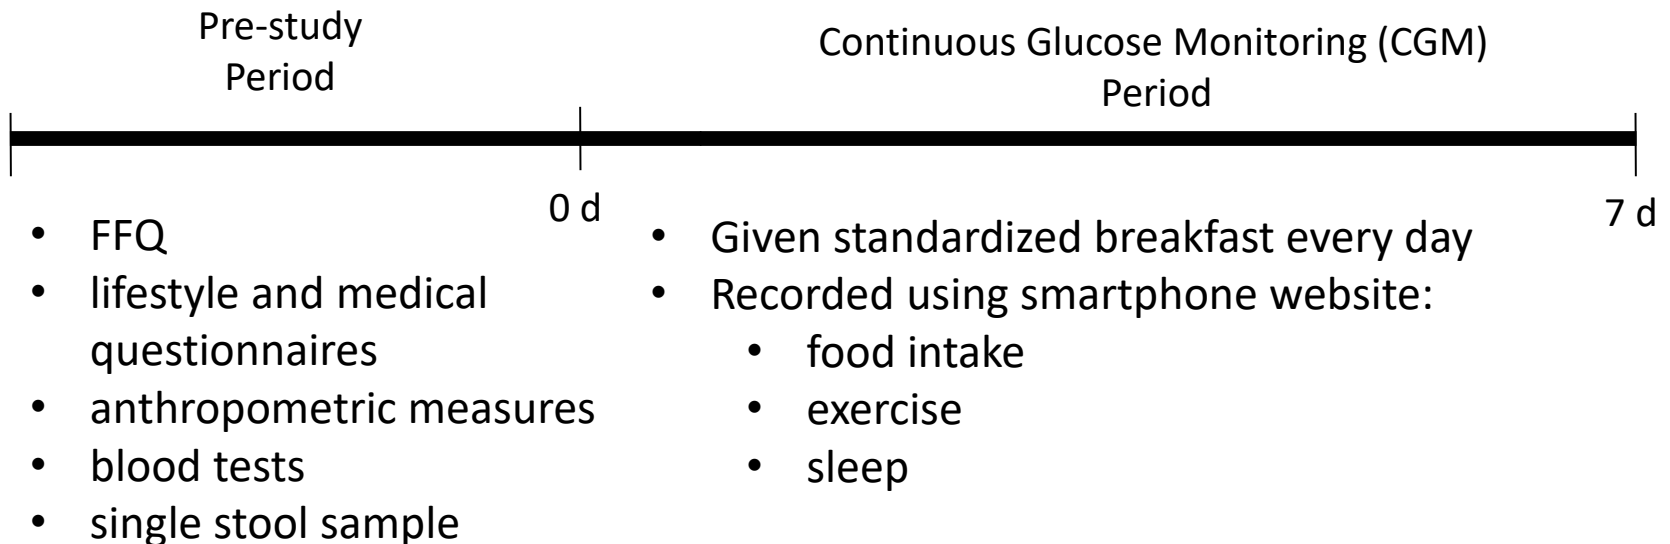 Pre-study
Period
Continuous Glucose Monitoring (CGM)
Period
0 d
7 d
• FFQ
• lifestyle and medical
questionnaires
• anthropometric measures
• blood tests
• single stool sample
• Given standardized breakfast every day
• Recorded using smartphone website:
• food intake
• exercise
• sleep